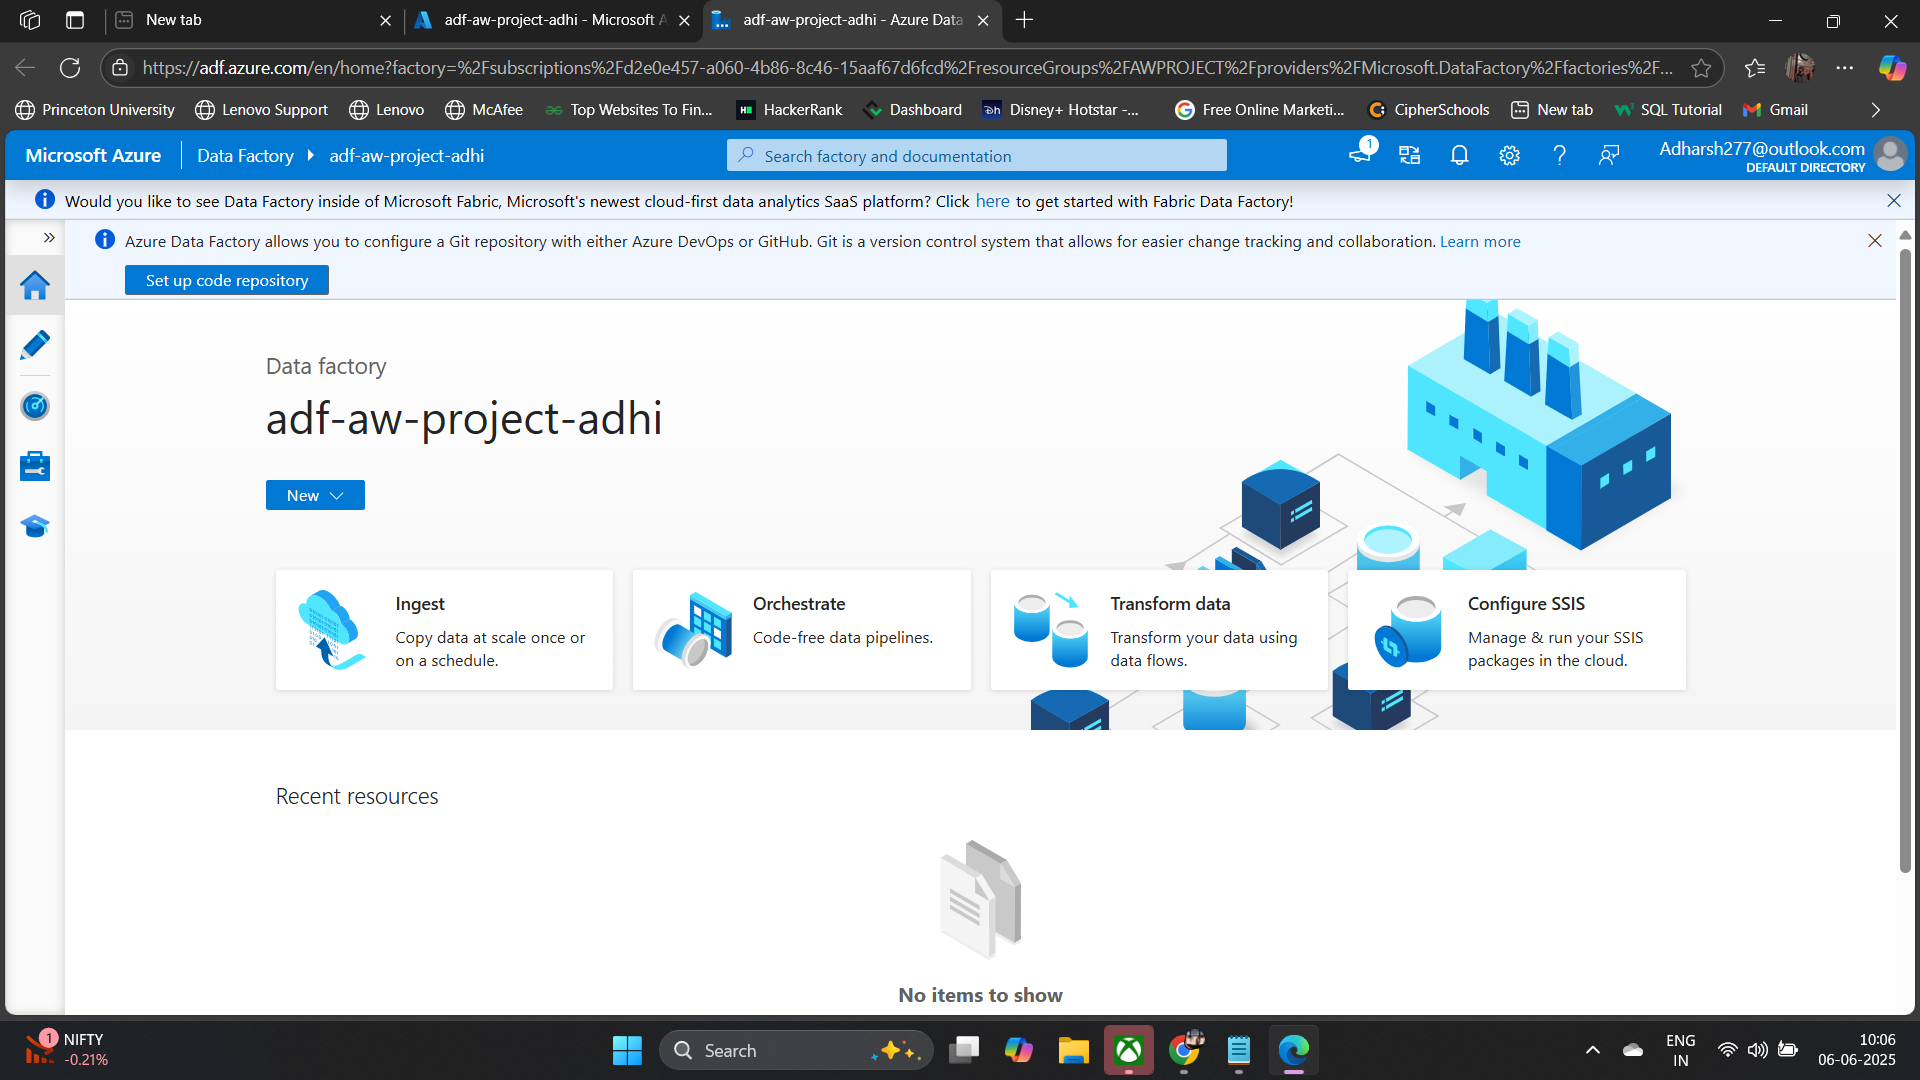 New tab
adf-aw-project-adhi - Microsoft A
adf-aw-project-adhi - Azure Data
https://adf.azure.com/en/home?factory=%2Fsubscriptions%2Fd2e0e457-a060-4b86-8c46-15aaf67d6fcd%2FresourceGroups%2FAWPROJECT%2Fproviders%2FMicrosoft.DataFactory%2Ffactories%2F...
Princeton University
Lenovo Support
Lenovo
McAfee
Top Websites To Fin...
HackerRank
Dashboard
Disney+ Hotstar -...
Free Online Marketi...
CipherSchools
New tab
SQL Tutorial
Gmail
Microsoft Azure
Data Factory
adf-aw-project-adhi
Search factory and documentation
1
Adharsh277@outlook.com
DEFAULT DIRECTORY
Would you like to see Data Factory inside of Microsoft Fabric, Microsoft's newest cloud-first data analytics SaaS platform? Click here to get started with Fabric Data Factory!
Azure Data Factory allows you to configure a Git repository with either Azure DevOps or GitHub. Git is a version control system that allows for easier change tracking and collaboration. Learn more
Set up code repository
Data factory
adf-aw-project-adhi
New
Ingest
Copy data at scale once or
on a schedule.
Orchestrate
Code-free data pipelines.
Transform data
Transform your data using
data flows.
Configure SSIS
Manage & run your SSIS
packages in the cloud.
Recent resources
No items to show
1
NIFTY
-0.21%
Search
ENG
IN
10:06
06-06-2025